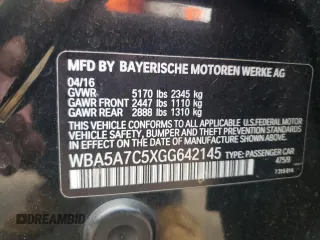 MFD BY BAYERISCHE MOTOREN WERKE AG
04/16
GVWR 5170 lbs 2345 kg
GAWR FRONT 2447 lbs 1110 kg
GAWR REAR 2888 lbs 1310 kg
THIS VEHICLE CONFORMS TO ALL APPLICABLE U.S. FEDERAL MOTOR
VEHICLE SAFETY, BUMPER AND THEFT PREVENTION STANDARDS
IN EFFECT ON THE DATE OF MANUFACTURE SHOWN ABOVE.
WBA5A7C5XGG642145 TYPE: PASSENGER CAR
475/9
DREAMBID